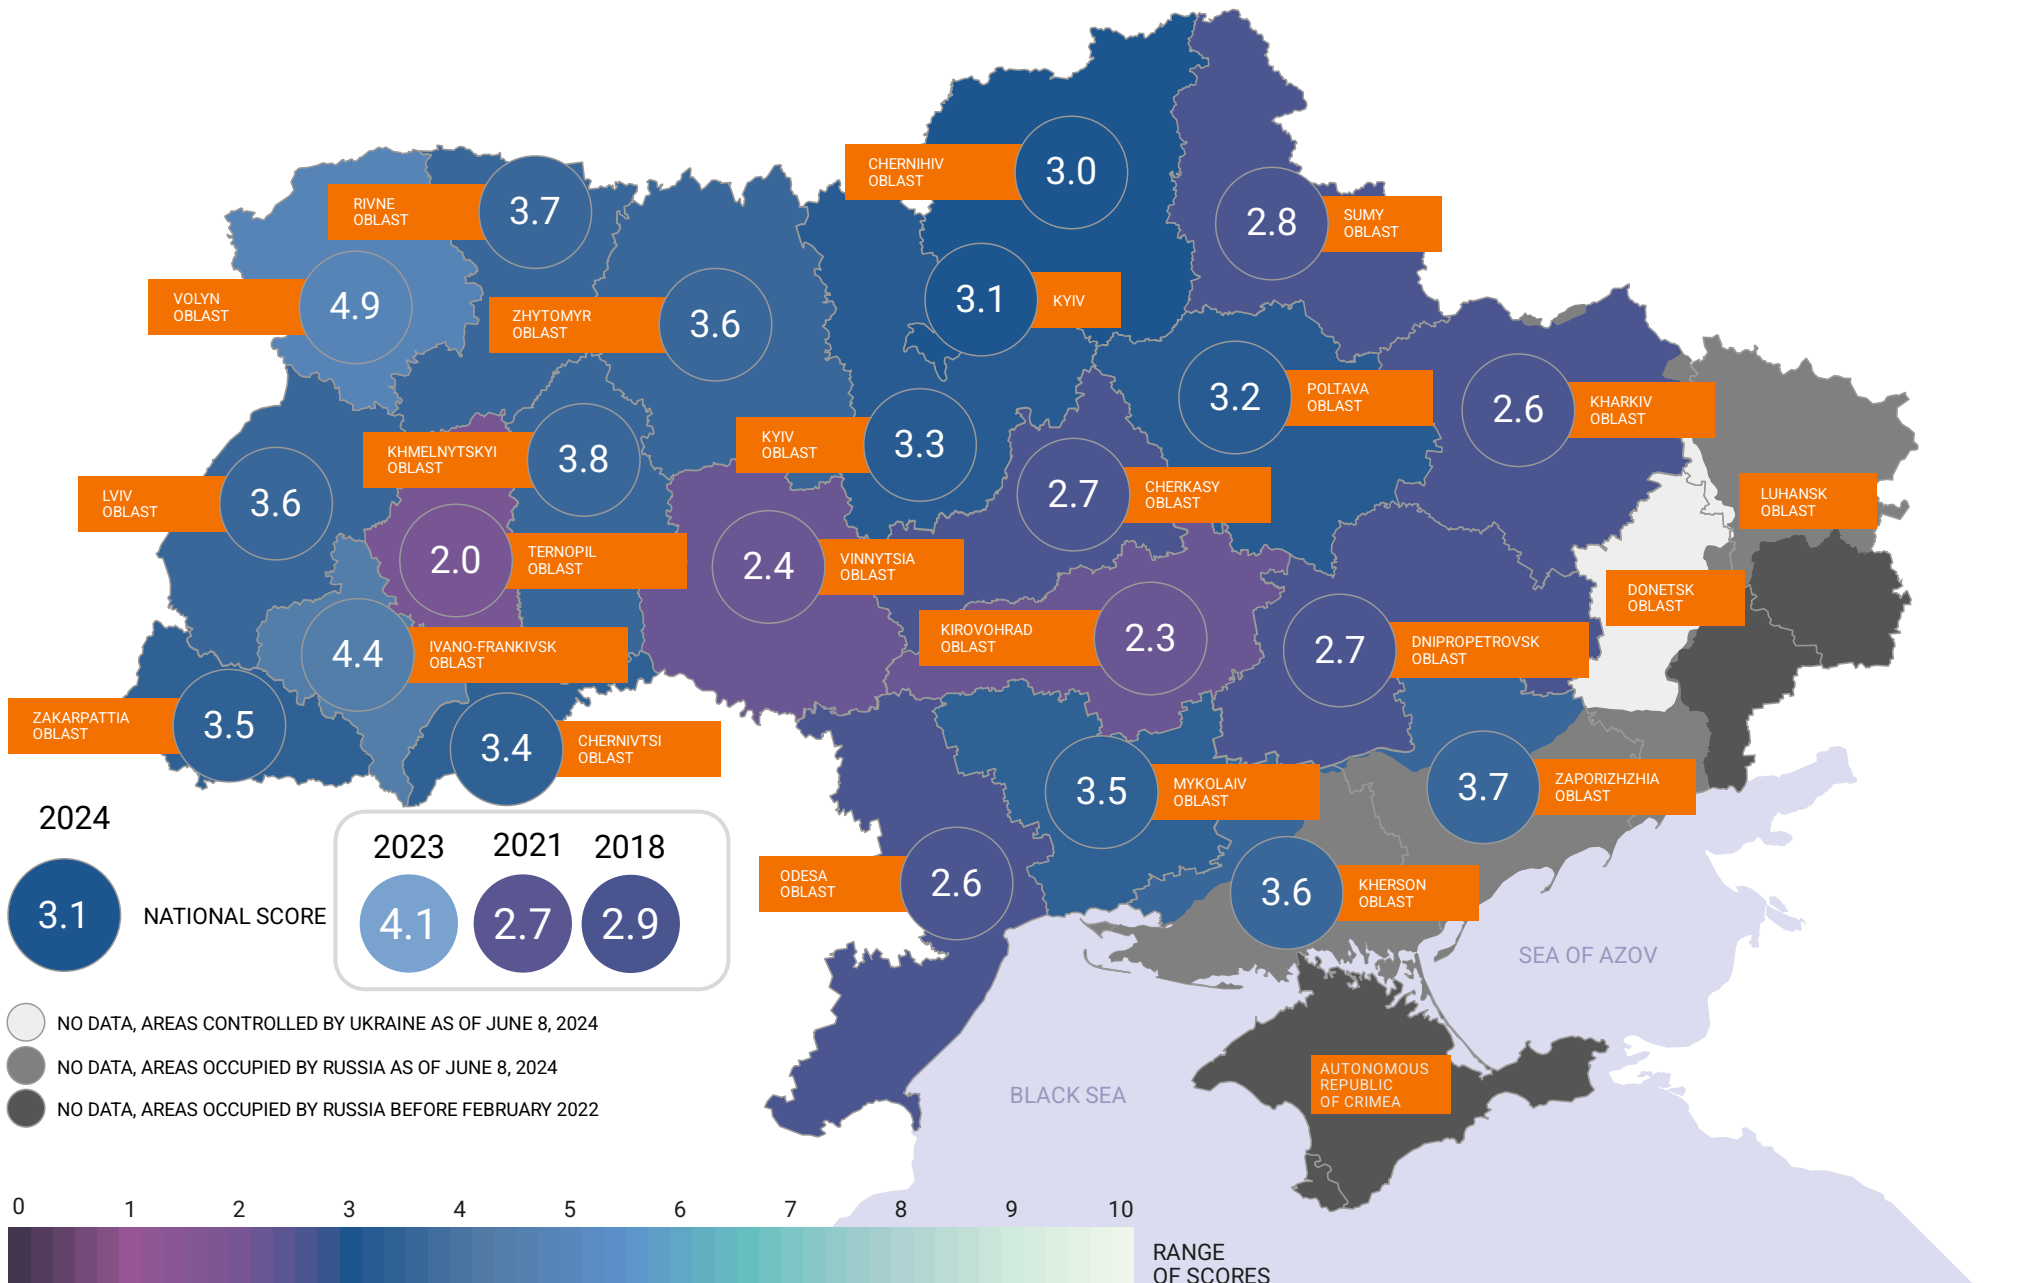 CHERNIHIV
OBLAST
3.0
RIVNE
OBLAST
3.7
SUMY
OBLAST
2.8
VOLYN
OBLAST
4.9
ZHYTOMYR
OBLAST
3.6
3.1
KYIV
POLTAVA
OBLAST
3.2
2.6
KHARKIV
OBLAST
KHMELNYTSKYI
OBLAST
3.8
KYIV
OBLAST
3.3
2.7
CHERKASY
OBLAST
LVIV
OBLAST
3.6
LUHANSK
OBLAST
2.0
TERNOPIL
OBLAST
2.4
VINNYTSIA
OBLAST
DONETSK
OBLAST
KIROVOHRAD
OBLAST
2.3
2.7
DNIPROPETROVSK
OBLAST
4.4
IVANO-FRANKIVSK
OBLAST
ZAKARPATTIA
OBLAST
3.5
3.4
CHERNIVTSI
OBLAST
3.5
MYKOLAIV
OBLAST
3.7
ZAPORIZHZHIA
OBLAST
ODESA
OBLAST
2.6
3.6
KHERSON
OBLAST
2024
3.1
NATIONAL SCORE
2023
2021
2018
4.1
2.7
2.9
SEA OF AZOV
BLACK SEA
AUTONOMOUS
REPUBLIC
OF CRIMEA
NO DATA, AREAS CONTROLLED BY UKRAINE AS OF JUNE 8, 2024
NO DATA, AREAS OCCUPIED BY RUSSIA AS OF JUNE 8, 2024
NO DATA, AREAS OCCUPIED BY RUSSIA BEFORE FEBRUARY 2022
0 1 2 3 4 5 6 7 8 9 10
RANGE
OF SCORES